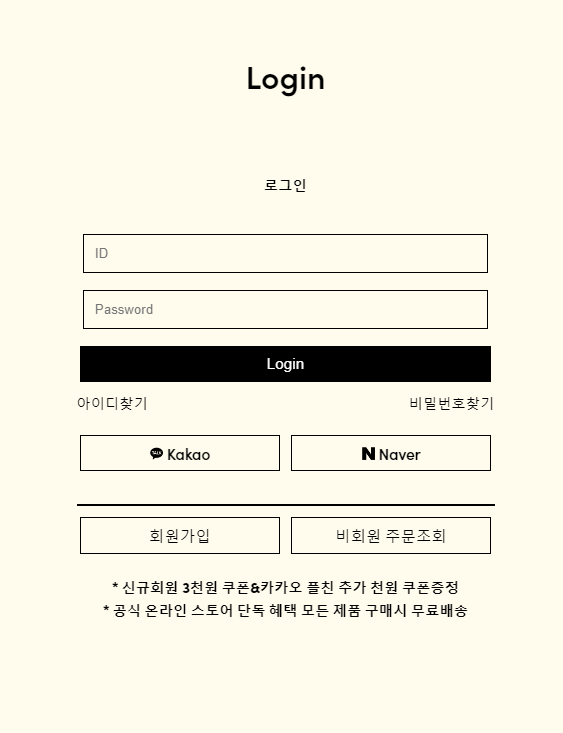 Login
로그인
ID
Password
Login
아이디찾기 비밀번호찾기
Kakao Naver
회원가입 비회원 주문조회
* 신규회원 3천원 쿠폰&카카오 플친 추가 천원 쿠폰증정
* 공식 온라인 스토어 단독 혜택 모든 제품 구매시 무료배송